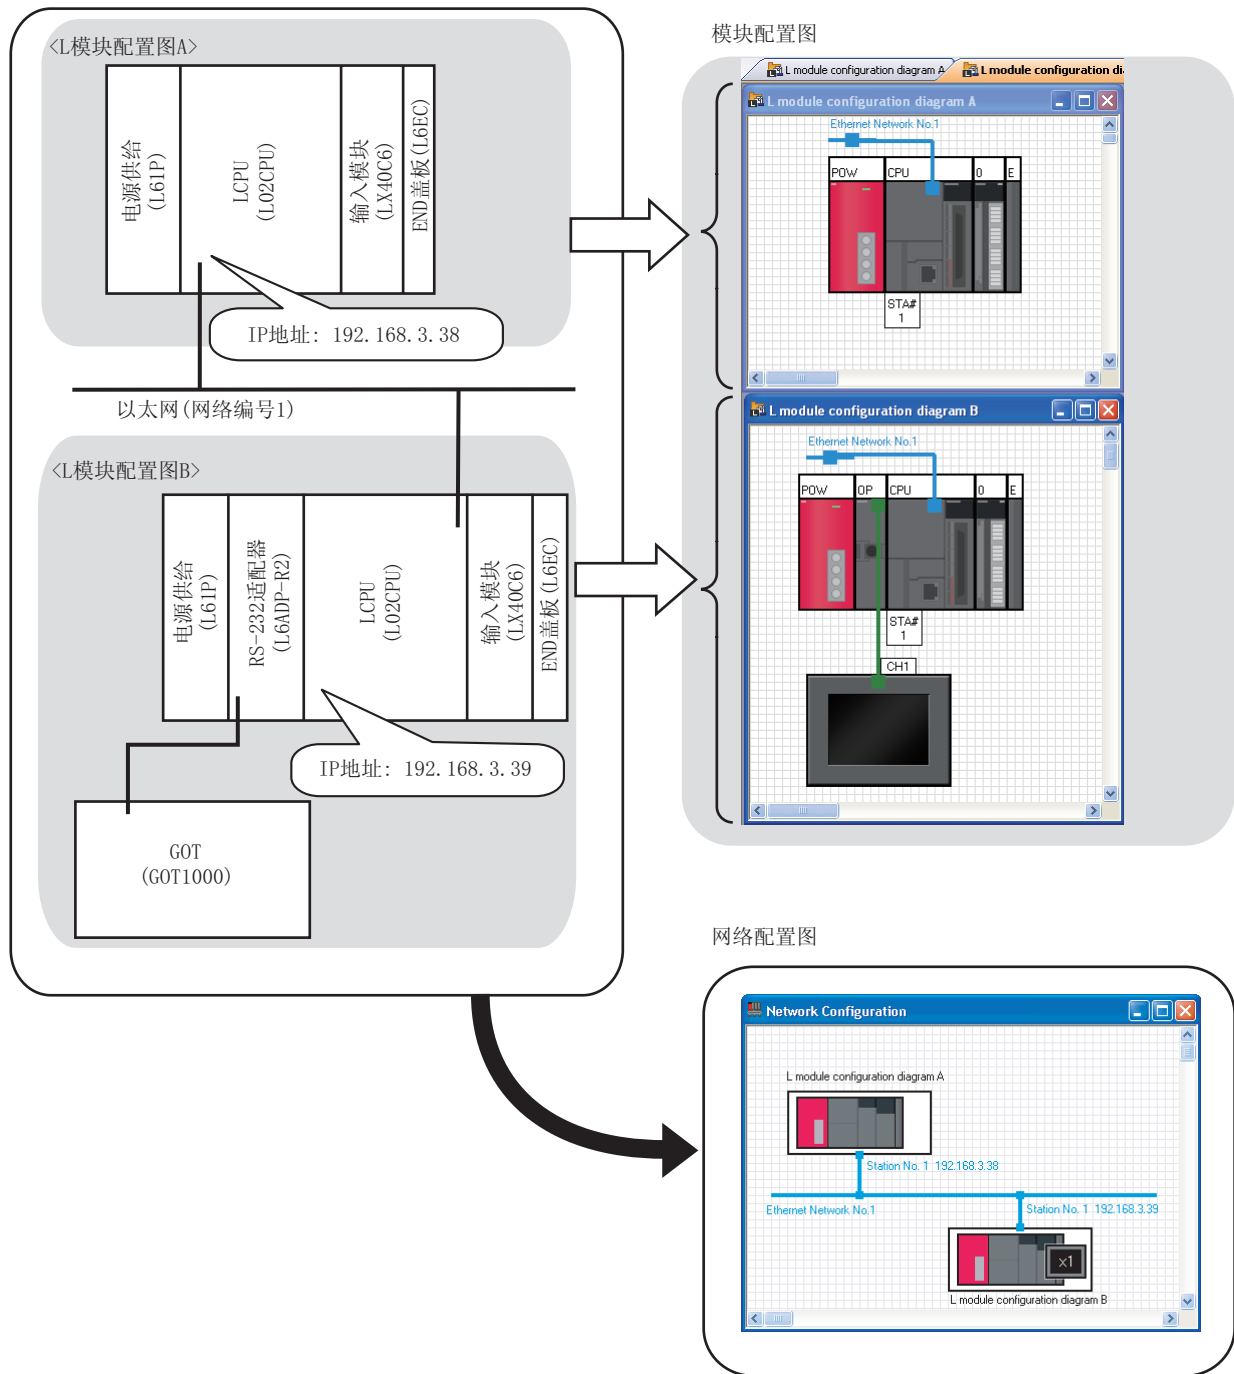 <L模块配置图A>
电源供给
(L61P)
LCPU
(L02CPU)
输入模块
(LX40C6)
END盖板(L6EC)
IP地址: 192.168.3.38
以太网(网络编号1)
<L模块配置图B>
电源供给
(L61P)
RS-232适配器
(L6ADP-R2)
LCPU
(L02CPU)
输入模块
(LX40C6)
END盖板(L6EC)
IP地址: 192.168.3.39
GOT
(GOT1000)
模块配置图
L module configuration diagram A
L module configuration di
L module configuration diagram A
Ethernet Network No.1
POW CPU 0 E
STA#
1
L module configuration diagram B
Ethernet Network No.1
POW OP CPU 0 E
STA#
1
CH1
网络配置图
Network Configuration
L module configuration diagram A
Station No. 1 192.168.3.38
Ethernet Network No.1
Station No. 1 192.168.3.39
x1
L module configuration diagram B